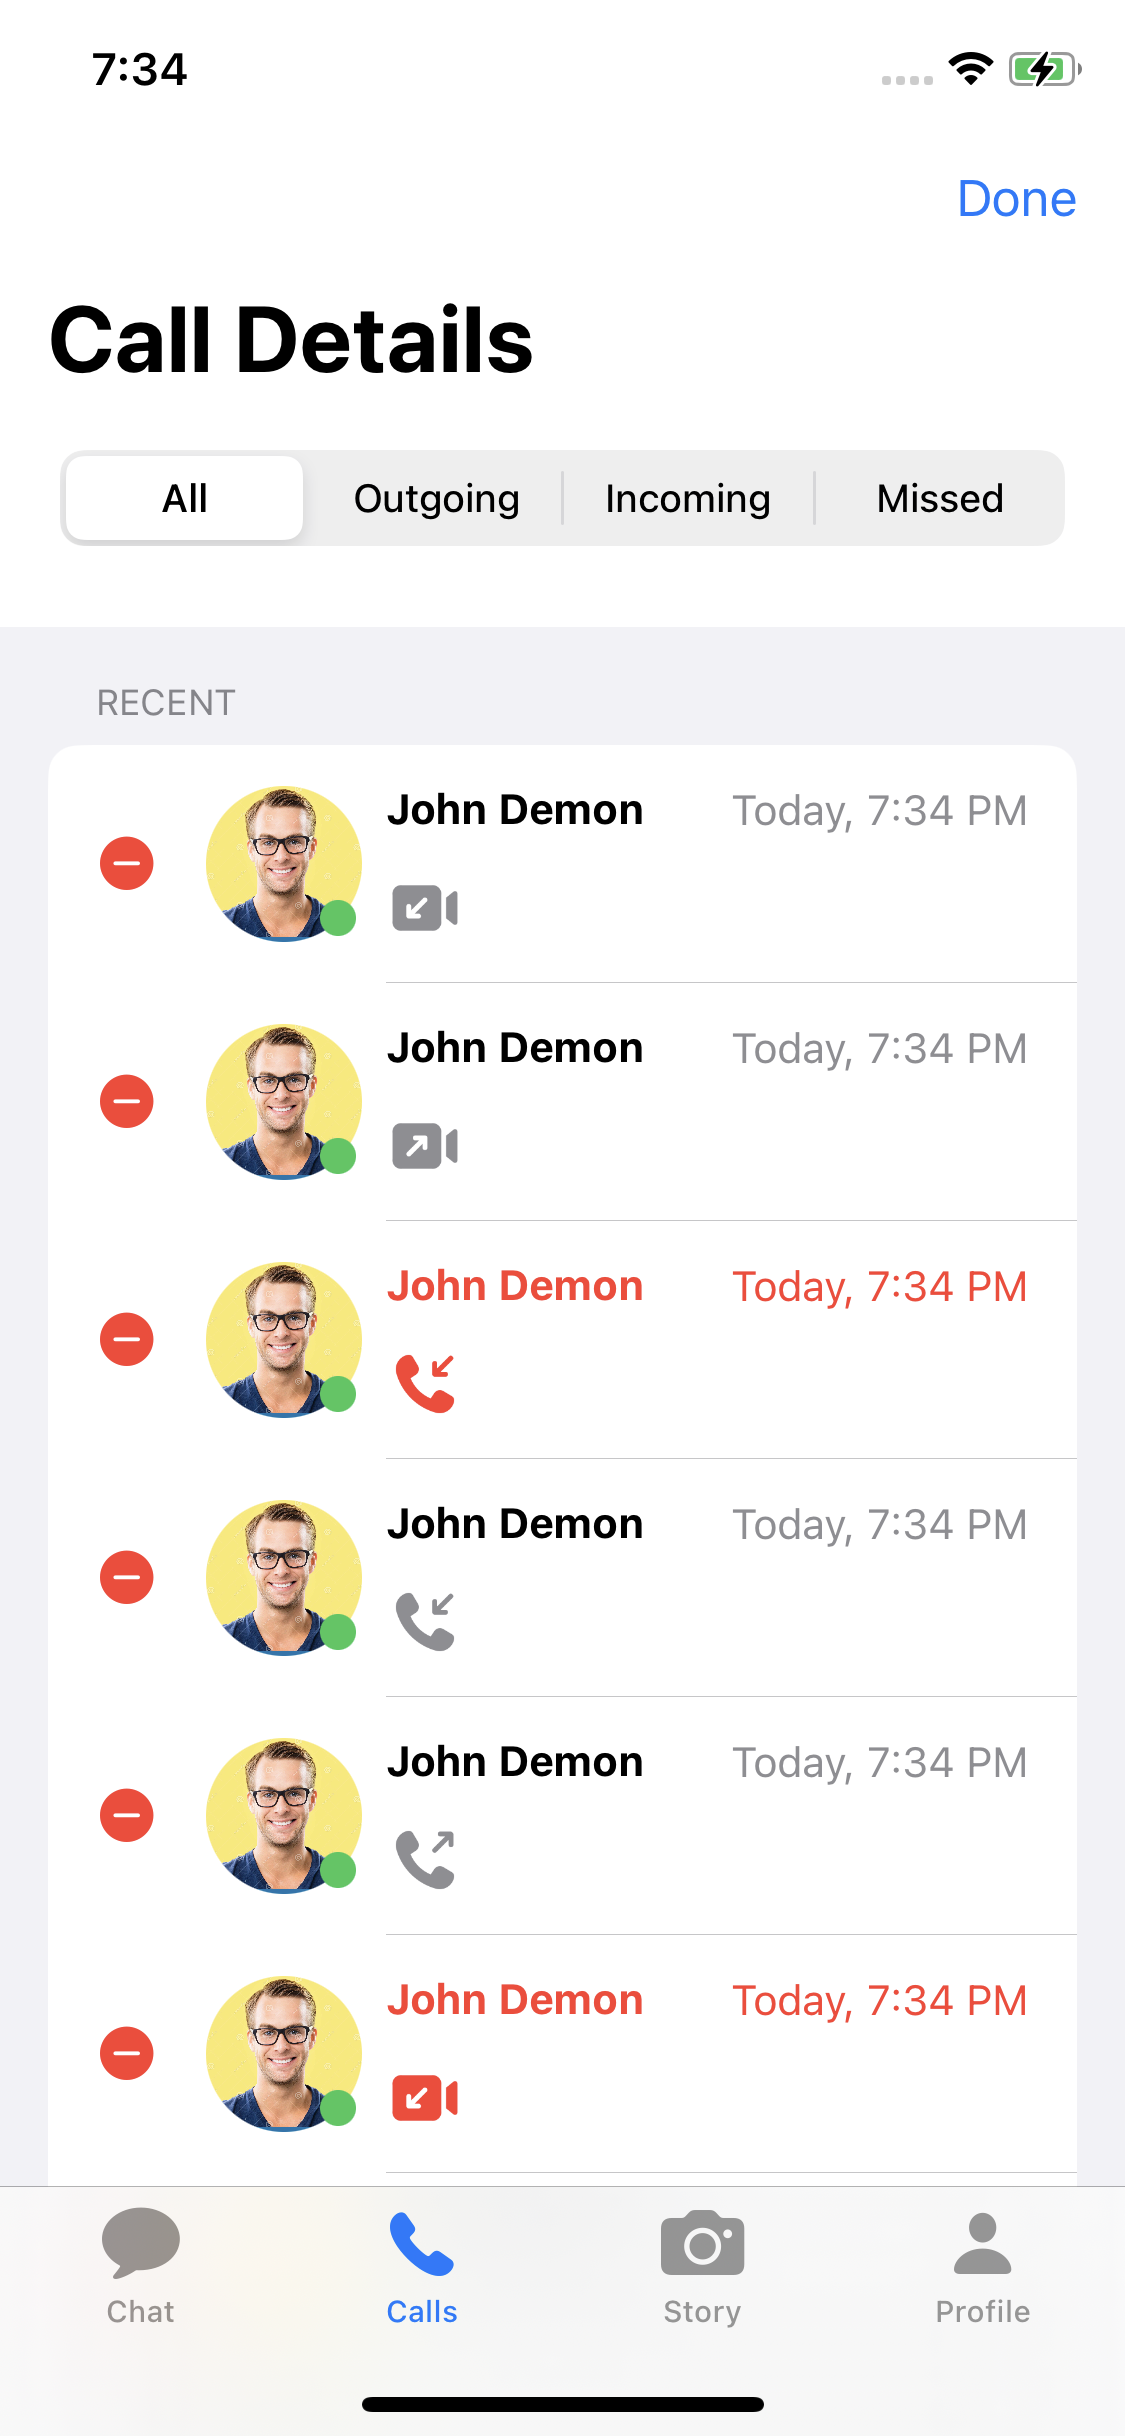 7:34
Done
Call Details
All Outgoing Incoming Missed
RECENT
John Demon Today, 7:34 PM
John Demon Today, 7:34 PM
John Demon Today, 7:34 PM
John Demon Today, 7:34 PM
John Demon Today, 7:34 PM
John Demon Today, 7:34 PM
Chat Calls Story Profile